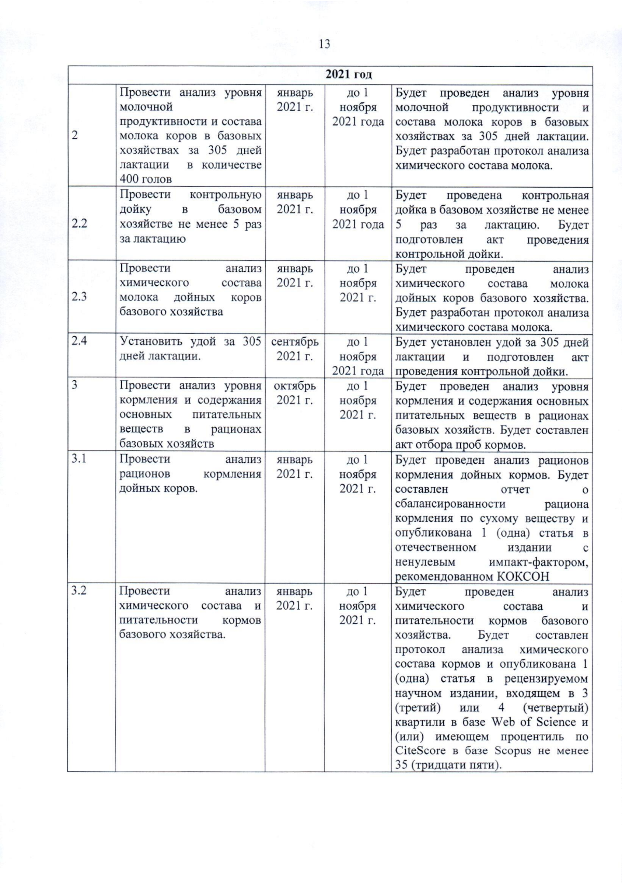 13
2021 год
2
Провести анализ уровня
молочной
продуктивности и состава
молока коров в базовых
хозяйствах за 305 дней
лактации в количестве
400 голов
январь
2021 г.
до 1
ноября
2021 года
Будет проведен анализ уровня
молочной продуктивности и
состава молока коров в базовых
хозяйствах за 305 дней лактации.
Будет разработан протокол анализа
химического состава молока.
2.2
Провести контрольную
дойку в базовом
хозяйстве не менее 5 раз
за лактацию
январь
2021 г.
до 1
ноября
2021 года
Будет проведена контрольная
дойка в базовом хозяйстве не менее
5 раз за лактацию. Будет
подготовлен акт проведения
контрольной дойки.
2.3
Провести анализ
химического состава
молока дойных коров
базового хозяйства
январь
2021 г.
до 1
ноября
2021 г.
Будет проведен анализ
химического состава молока
дойных коров базового хозяйства.
Будет разработан протокол анализа
химического состава молока.
2.4
Установить удой за 305
дней лактации.
сентябрь
2021 г.
до 1
ноября
2021 года
Будет установлен удой за 305 дней
лактации и подготовлен акт
проведения контрольной дойки.
3
Провести анализ уровня
кормления и содержания
основных питательных
веществ в рационах
базовых хозяйств
октябрь
2021 г.
до 1
ноября
2021 г.
Будет проведен анализ уровня
кормления и содержания основных
питательных веществ в рационах
базовых хозяйств. Будет составлен
акт отбора проб кормов.
3.1
Провести анализ
рационов кормления
дойных коров.
январь
2021 г.
до 1
ноября
2021 г.
Будет проведен анализ рационов
кормления дойных кормов. Будет
составлен отчет о
сбалансированности рациона
кормления по сухому веществу и
опубликована 1 (одна) статья в
отечественном издании с
ненулевым импакт-фактором,
рекомендованном КОКСОН
3.2
Провести анализ
химического состава и
питательности кормов
базового хозяйства.
январь
2021 г.
до 1
ноября
2021 г.
Будет проведен анализ
химического состава и
питательности кормов базового
хозяйства. Будет составлен
протокол анализа химического
состава кормов и опубликована 1
(одна) статья в рецензируемом
научном издании, входящем в 3
(третий) или 4 (четвертый)
квартили в базе Web of Science и
(или) имеющем процентиль по
CiteScore в базе Scopus не менее
35 (тридцати пяти).